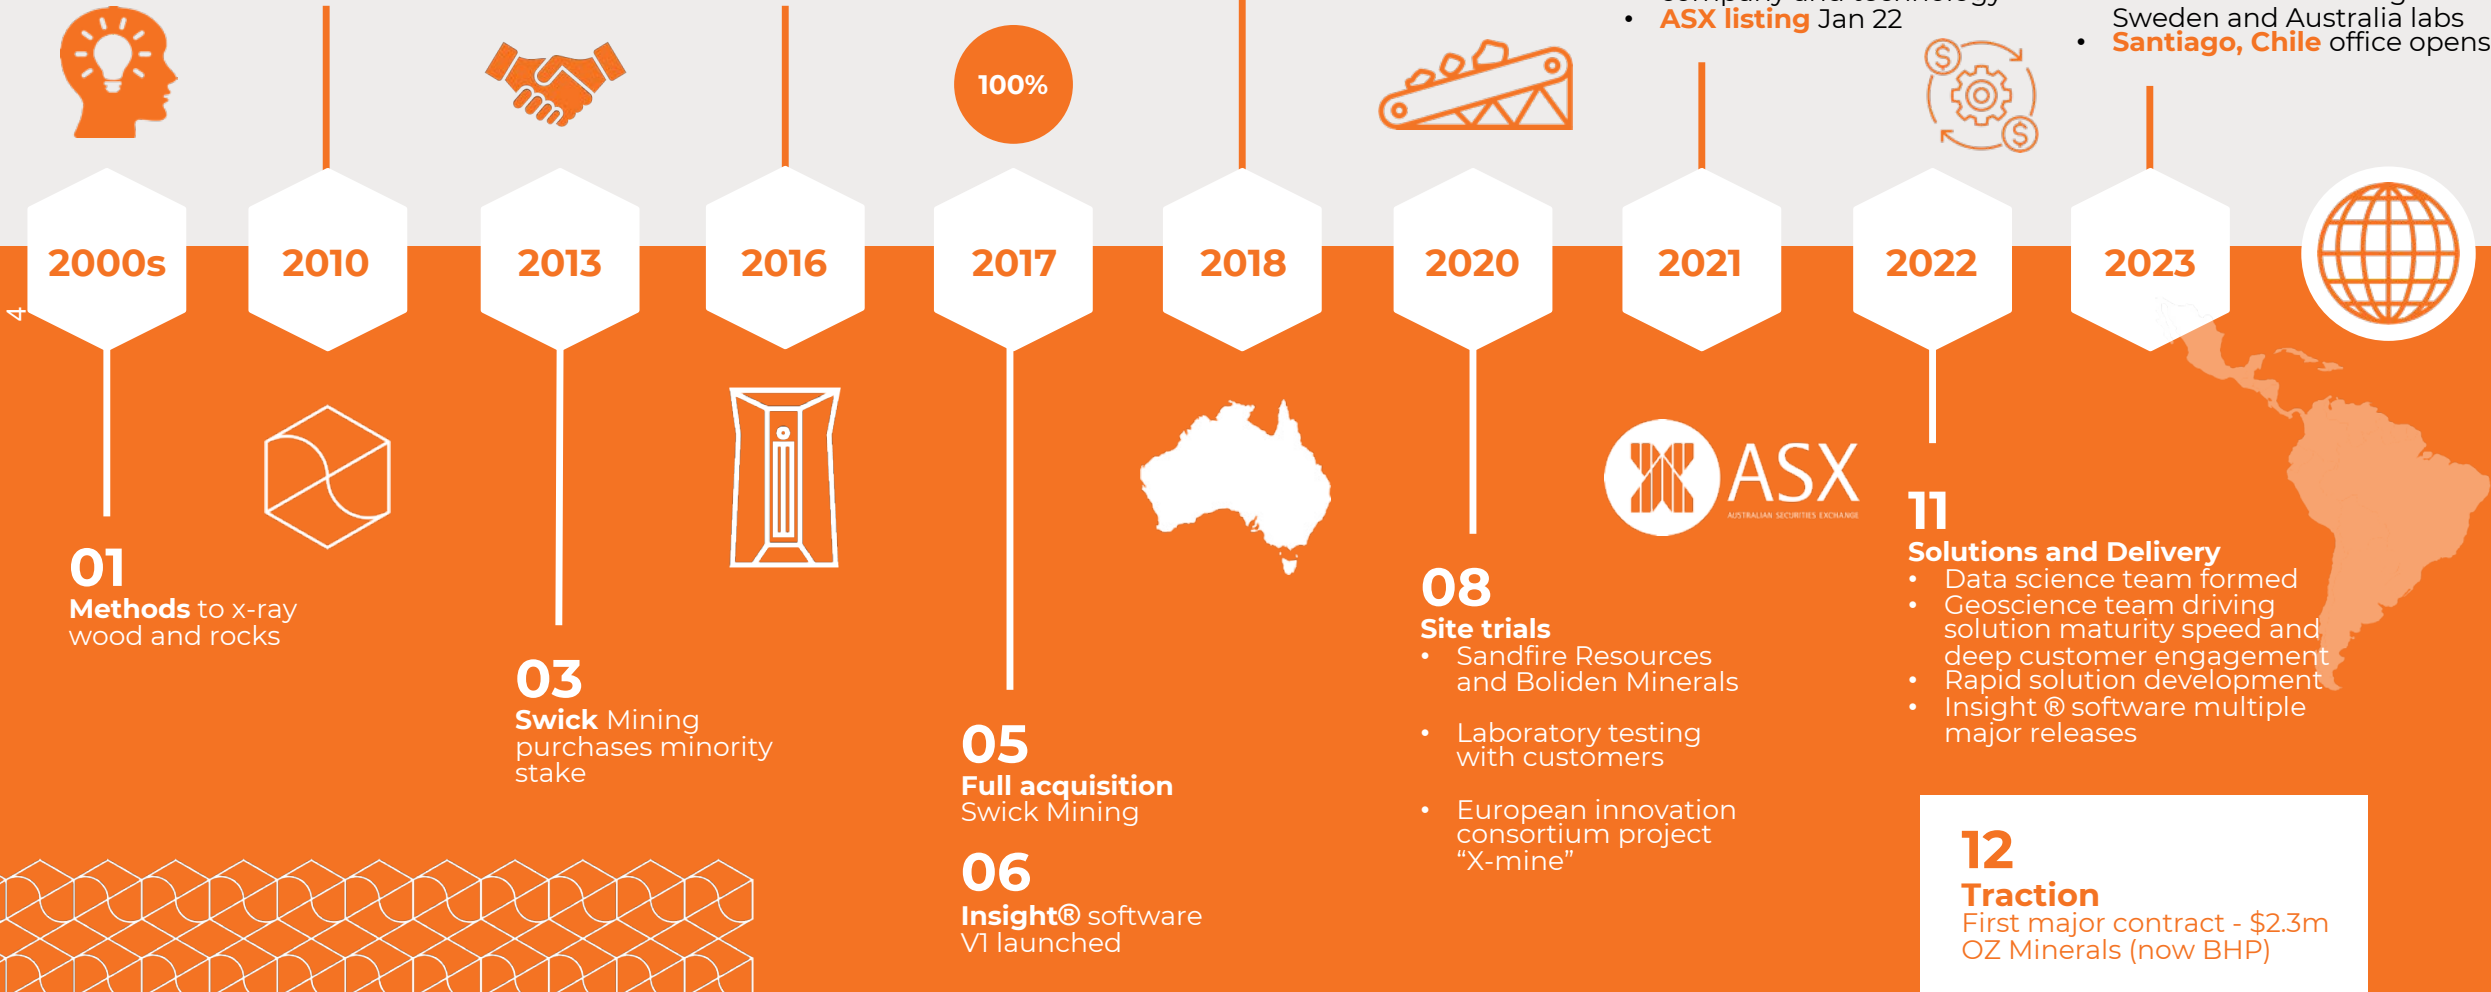 • ASX listing Jan 22
Sweden and Australia labs
• Santiago, Chile office opens
100%
2000s
2010
2013
2016
2017
2018
2020
2021
2022
2023
4
01
Methods to x-ray
wood and rocks
03
Swick Mining
purchases minority
stake
05
Full acquisition
Swick Mining
06
Insight® software
V1 launched
08
Site trials
• Sandfire Resources
and Boliden Minerals
• Laboratory testing
with customers
• European innovation
consortium project
“X-mine”
ASX
AUSTRALIAN SECURITIES EXCHANGE
11
Solutions and Delivery
• Data science team formed
• Geoscience team driving
solution maturity speed and
deep customer engagement
• Rapid solution development
• Insight ® software multiple
major releases
12
Traction
First major contract - $2.3m
OZ Minerals (now BHP)